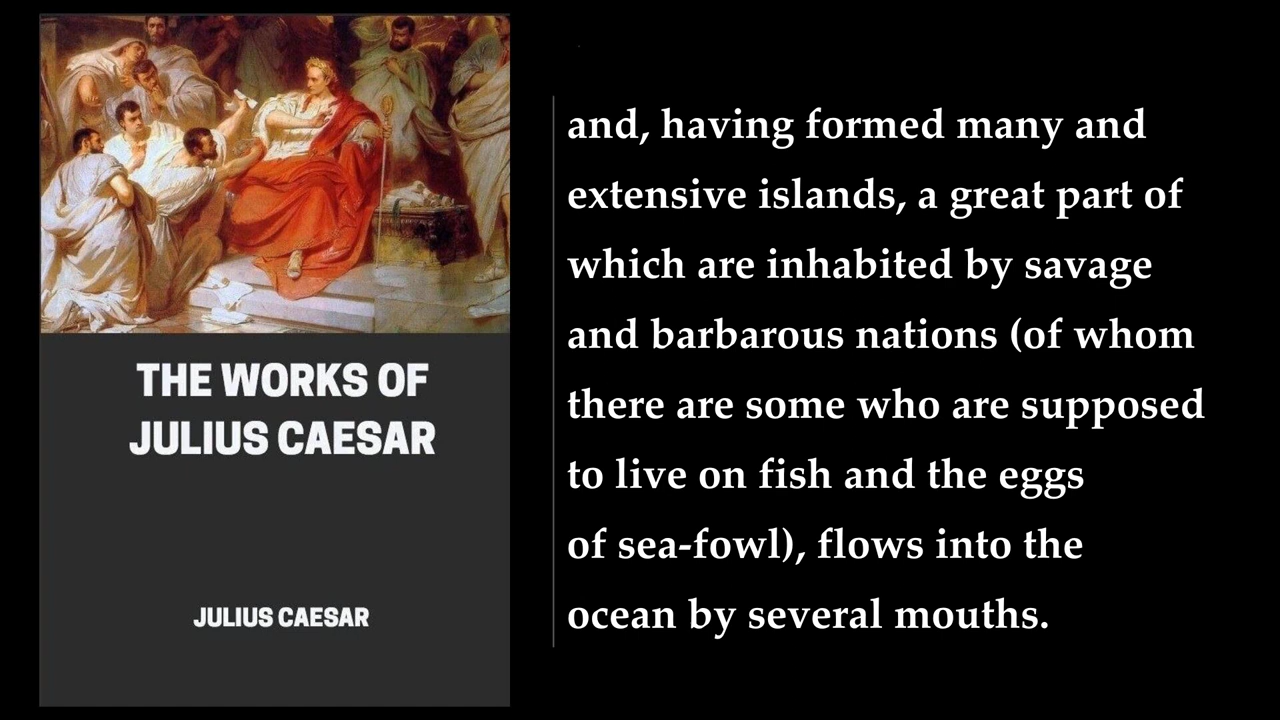 THE WORKS OF
JULIUS CAESAR
JULIUS CAESAR
and, having formed many and
extensive islands, a great part of
which are inhabited by savage
and barbarous nations (of whom
there are some who are supposed
to live on fish and the eggs
of sea-fowl), flows into the
ocean by several mouths.